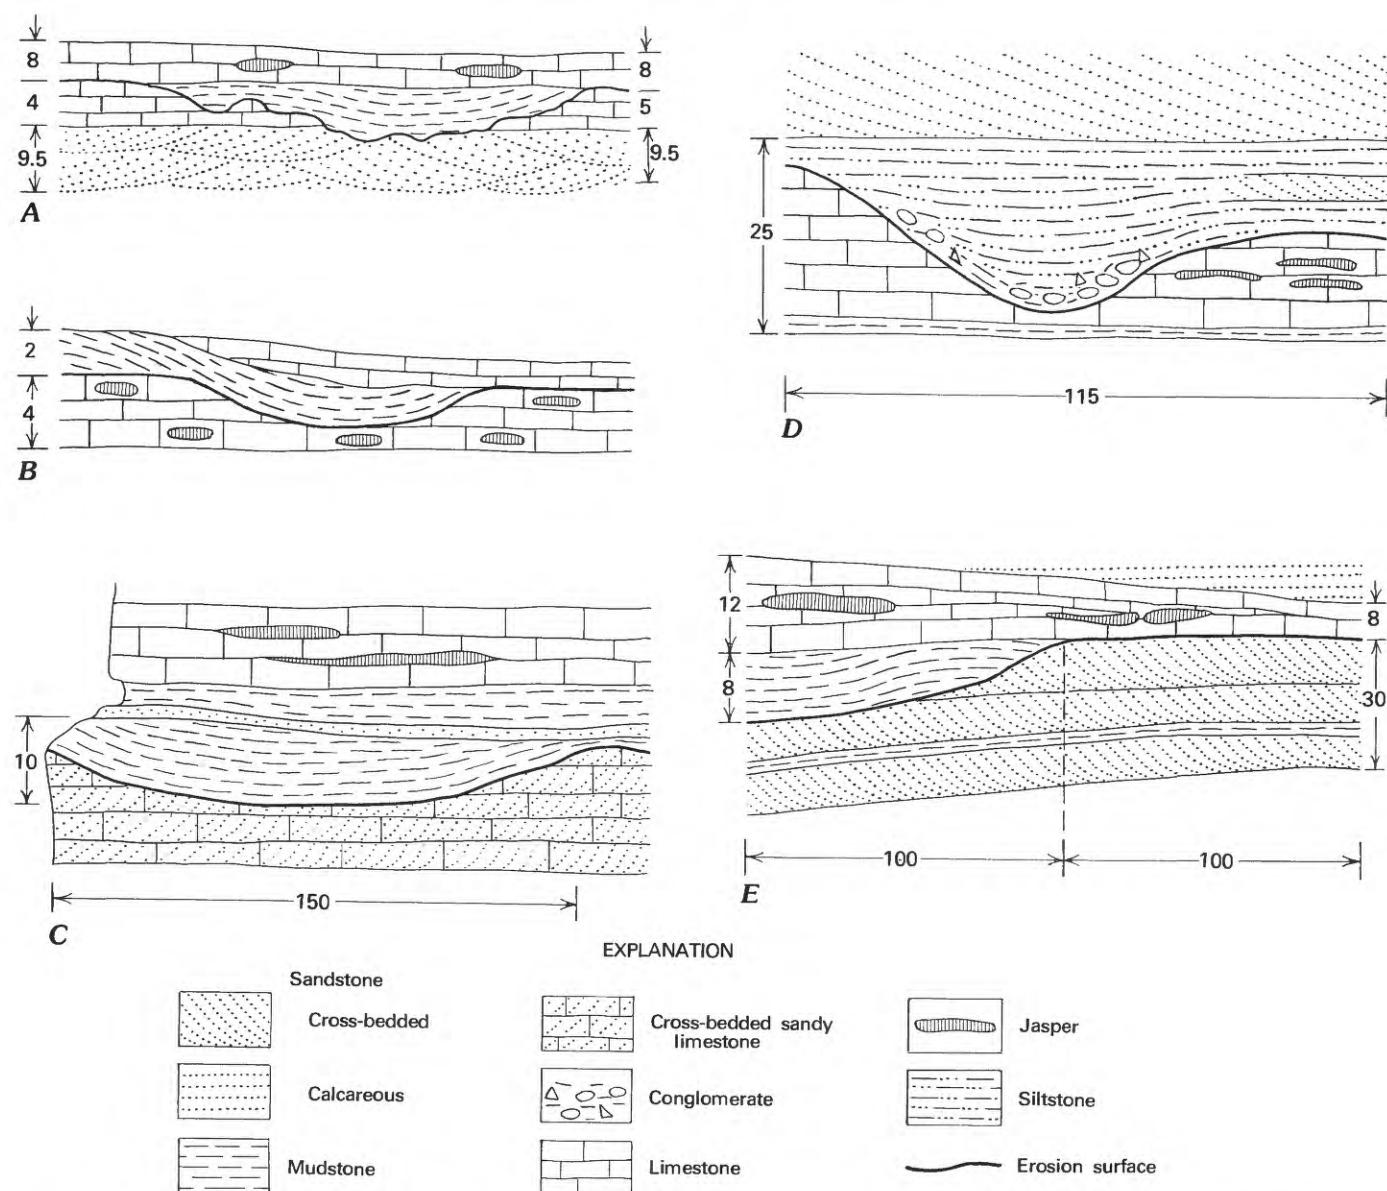 8
4
9.5
8
5
9.5
A
2
4
B
25
115
D
10
150
C
12
8
8
30
100
100
E
EXPLANATION
Sandstone
Cross-bedded
Calcareous
Mudstone
Cross-bedded sandy
limestone
Conglomerate
Limestone
Jasper
Siltstone
Erosion surface